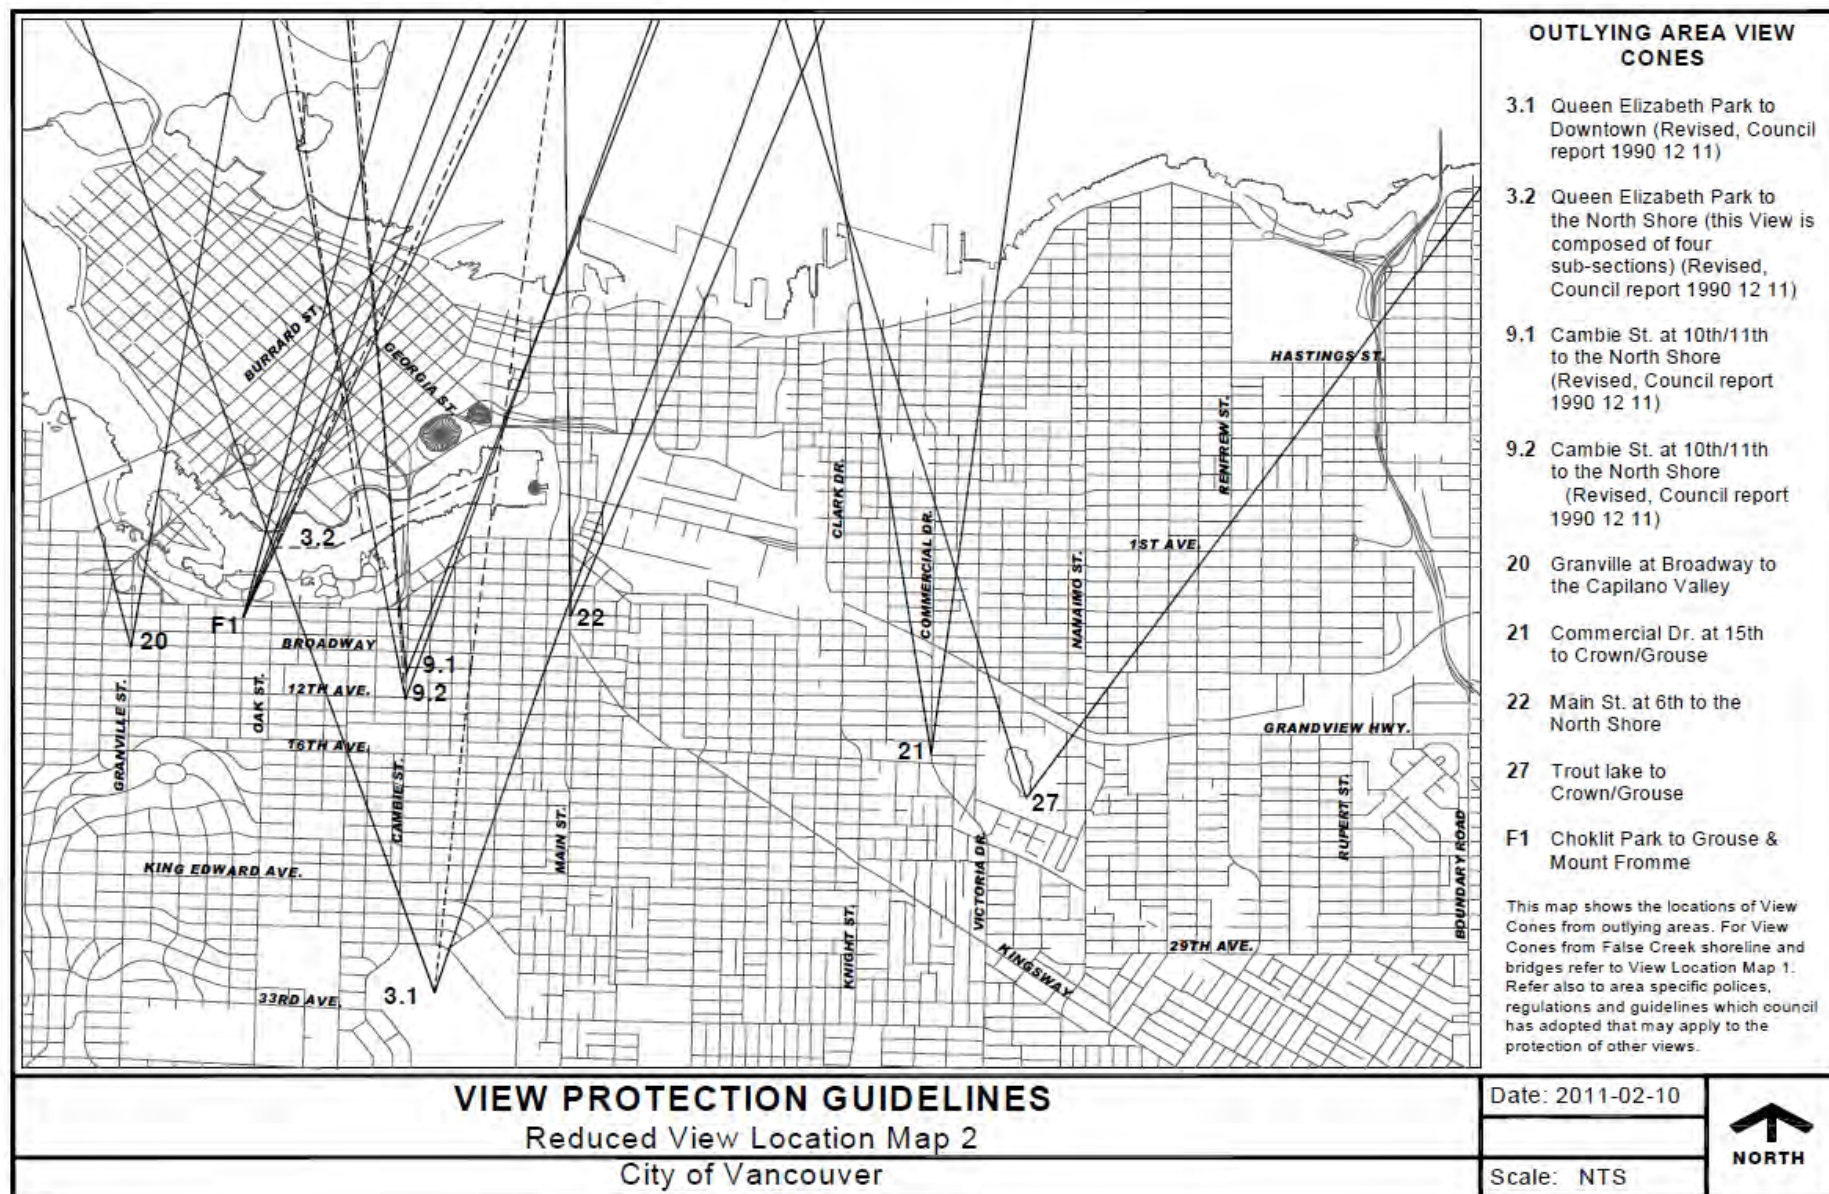 OUTLYING AREA VIEW
CONES
3.1 Queen Elizabeth Park to
Downtown (Revised, Council
report 1990 12 11)
3.2 Queen Elizabeth Park to
the North Shore (this View is
composed of four
sub-sections) (Revised,
Council report 1990 12 11)
9.1 Cambie St. at 10th/11th
to the North Shore
(Revised, Council report
1990 12 11)
9.2 Cambie St. at 10th/11th
to the North Shore
(Revised, Council report
1990 12 11)
20 Granville at Broadway to
the Capilano Valley
21 Commercial Dr. at 15th
to Crown/Grouse
22 Main St. at 6th to the
North Shore
27 Trout lake to
Crown/Grouse
F1 Choklit Park to Grouse &
Mount Fromme
This map shows the locations of View
Cones from outlying areas. For View
Cones from False Creek shoreline and
bridges refer to View Location Map 1.
Refer also to area specific polices,
regulations and guidelines which council
has adopted that may apply to the
protection of other views.
BURRARD ST.
GEORGIA ST.
HASTINGS ST.
RENFREW ST.
CLARK DR.
COMMERCIAL DR.
1ST AVE.
NANAIMO ST.
3.2
F1
20
22
BROADWAY
9.1
9.2
12TH AVE.
OAK ST.
GRANVILLE ST.
16TH AVE.
CAMBIE ST.
MAIN ST.
21
27
GRANDVIEW HWY.
RUPERT ST.
BOUNDARY ROAD
KING EDWARD AVE.
VICTORIA DR.
KNIGHT ST.
KINGSWAY
29TH AVE.
33RD AVE.
3.1
VIEW PROTECTION GUIDELINES
Reduced View Location Map 2
City of Vancouver
Date: 2011-02-10
Scale: NTS
NORTH